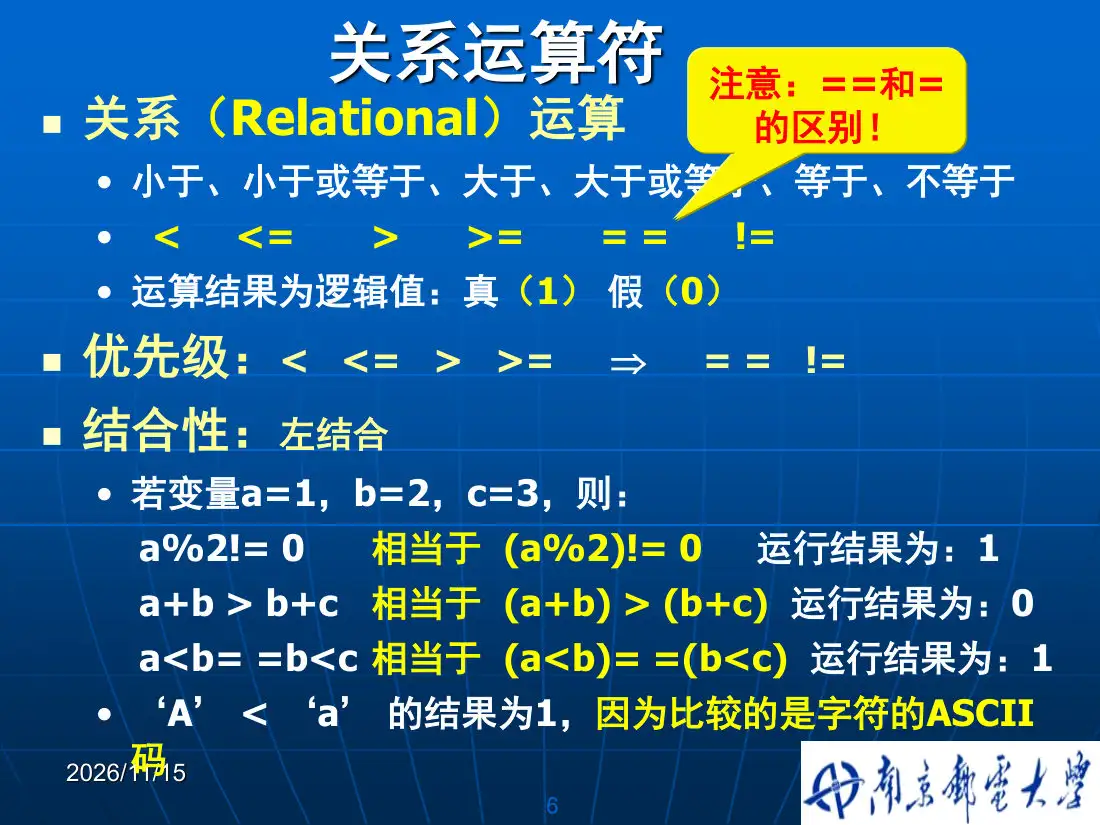 关系运算符
注意：==和=
的区别！
关系（Relational）运算
小于、小于或等于、大于、大于或等于、等于、不等于
< <= > >= = = !=
运算结果为逻辑值：真（1） 假（0）
优先级：< <= > >= ⇒ = = !=
结合性：左结合
若变量a=1，b=2，c=3，则：
a%2!= 0 相当于 (a%2)!= 0 运行结果为：1
a+b > b+c 相当于 (a+b) > (b+c) 运行结果为：0
a<b= =b<c 相当于 (a<b)= =(b<c) 运行结果为：1
‘A’ < ‘a’ 的结果为1，因为比较的是字符的ASCII
码
2026/11/15
6
南京邮电大学